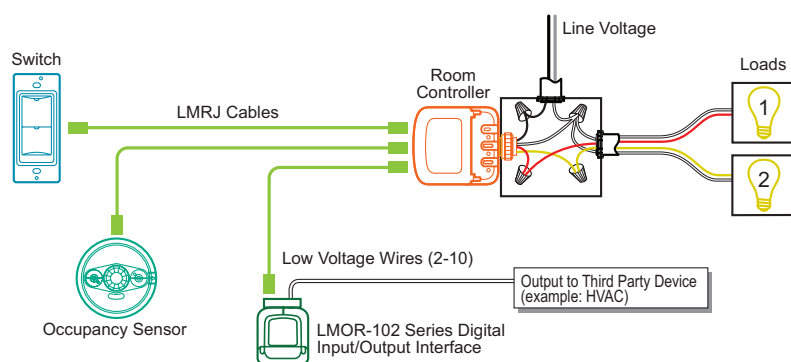 Line Voltage
Switch
Room
Controller
Loads
LMRJ Cables
1
2
Low Voltage Wires (2-10)
Output to Third Party Device
(example: HVAC)
Occupancy Sensor
LMOR-102 Series Digital
Input/Output Interface